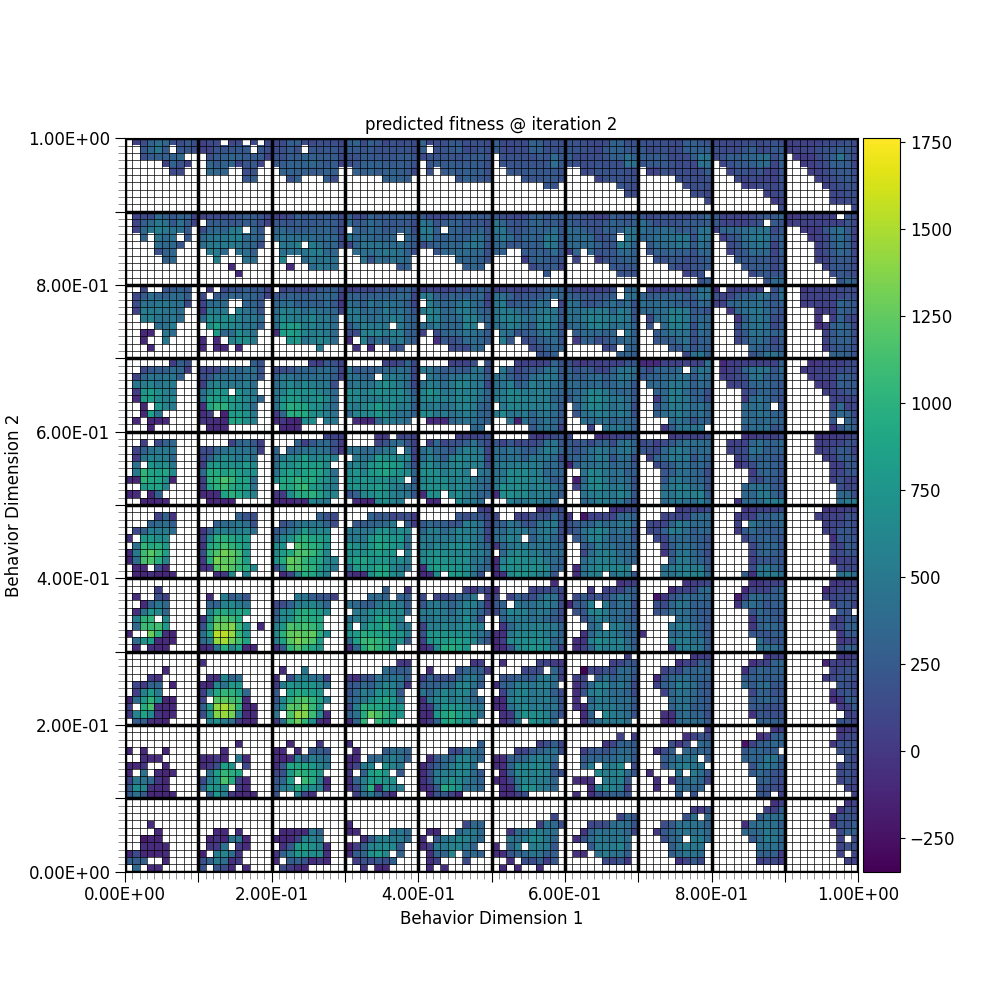 predicted fitness @ iteration 2
1.00E+00
8.00E-01
6.00E-01
4.00E-01
2.00E-01
0.00E+00
Behavior Dimension 2
0.00E+00 2.00E-01 4.00E-01 6.00E-01 8.00E-01 1.00E+00
Behavior Dimension 1
1750
1500
1250
1000
750
500
250
0
−250